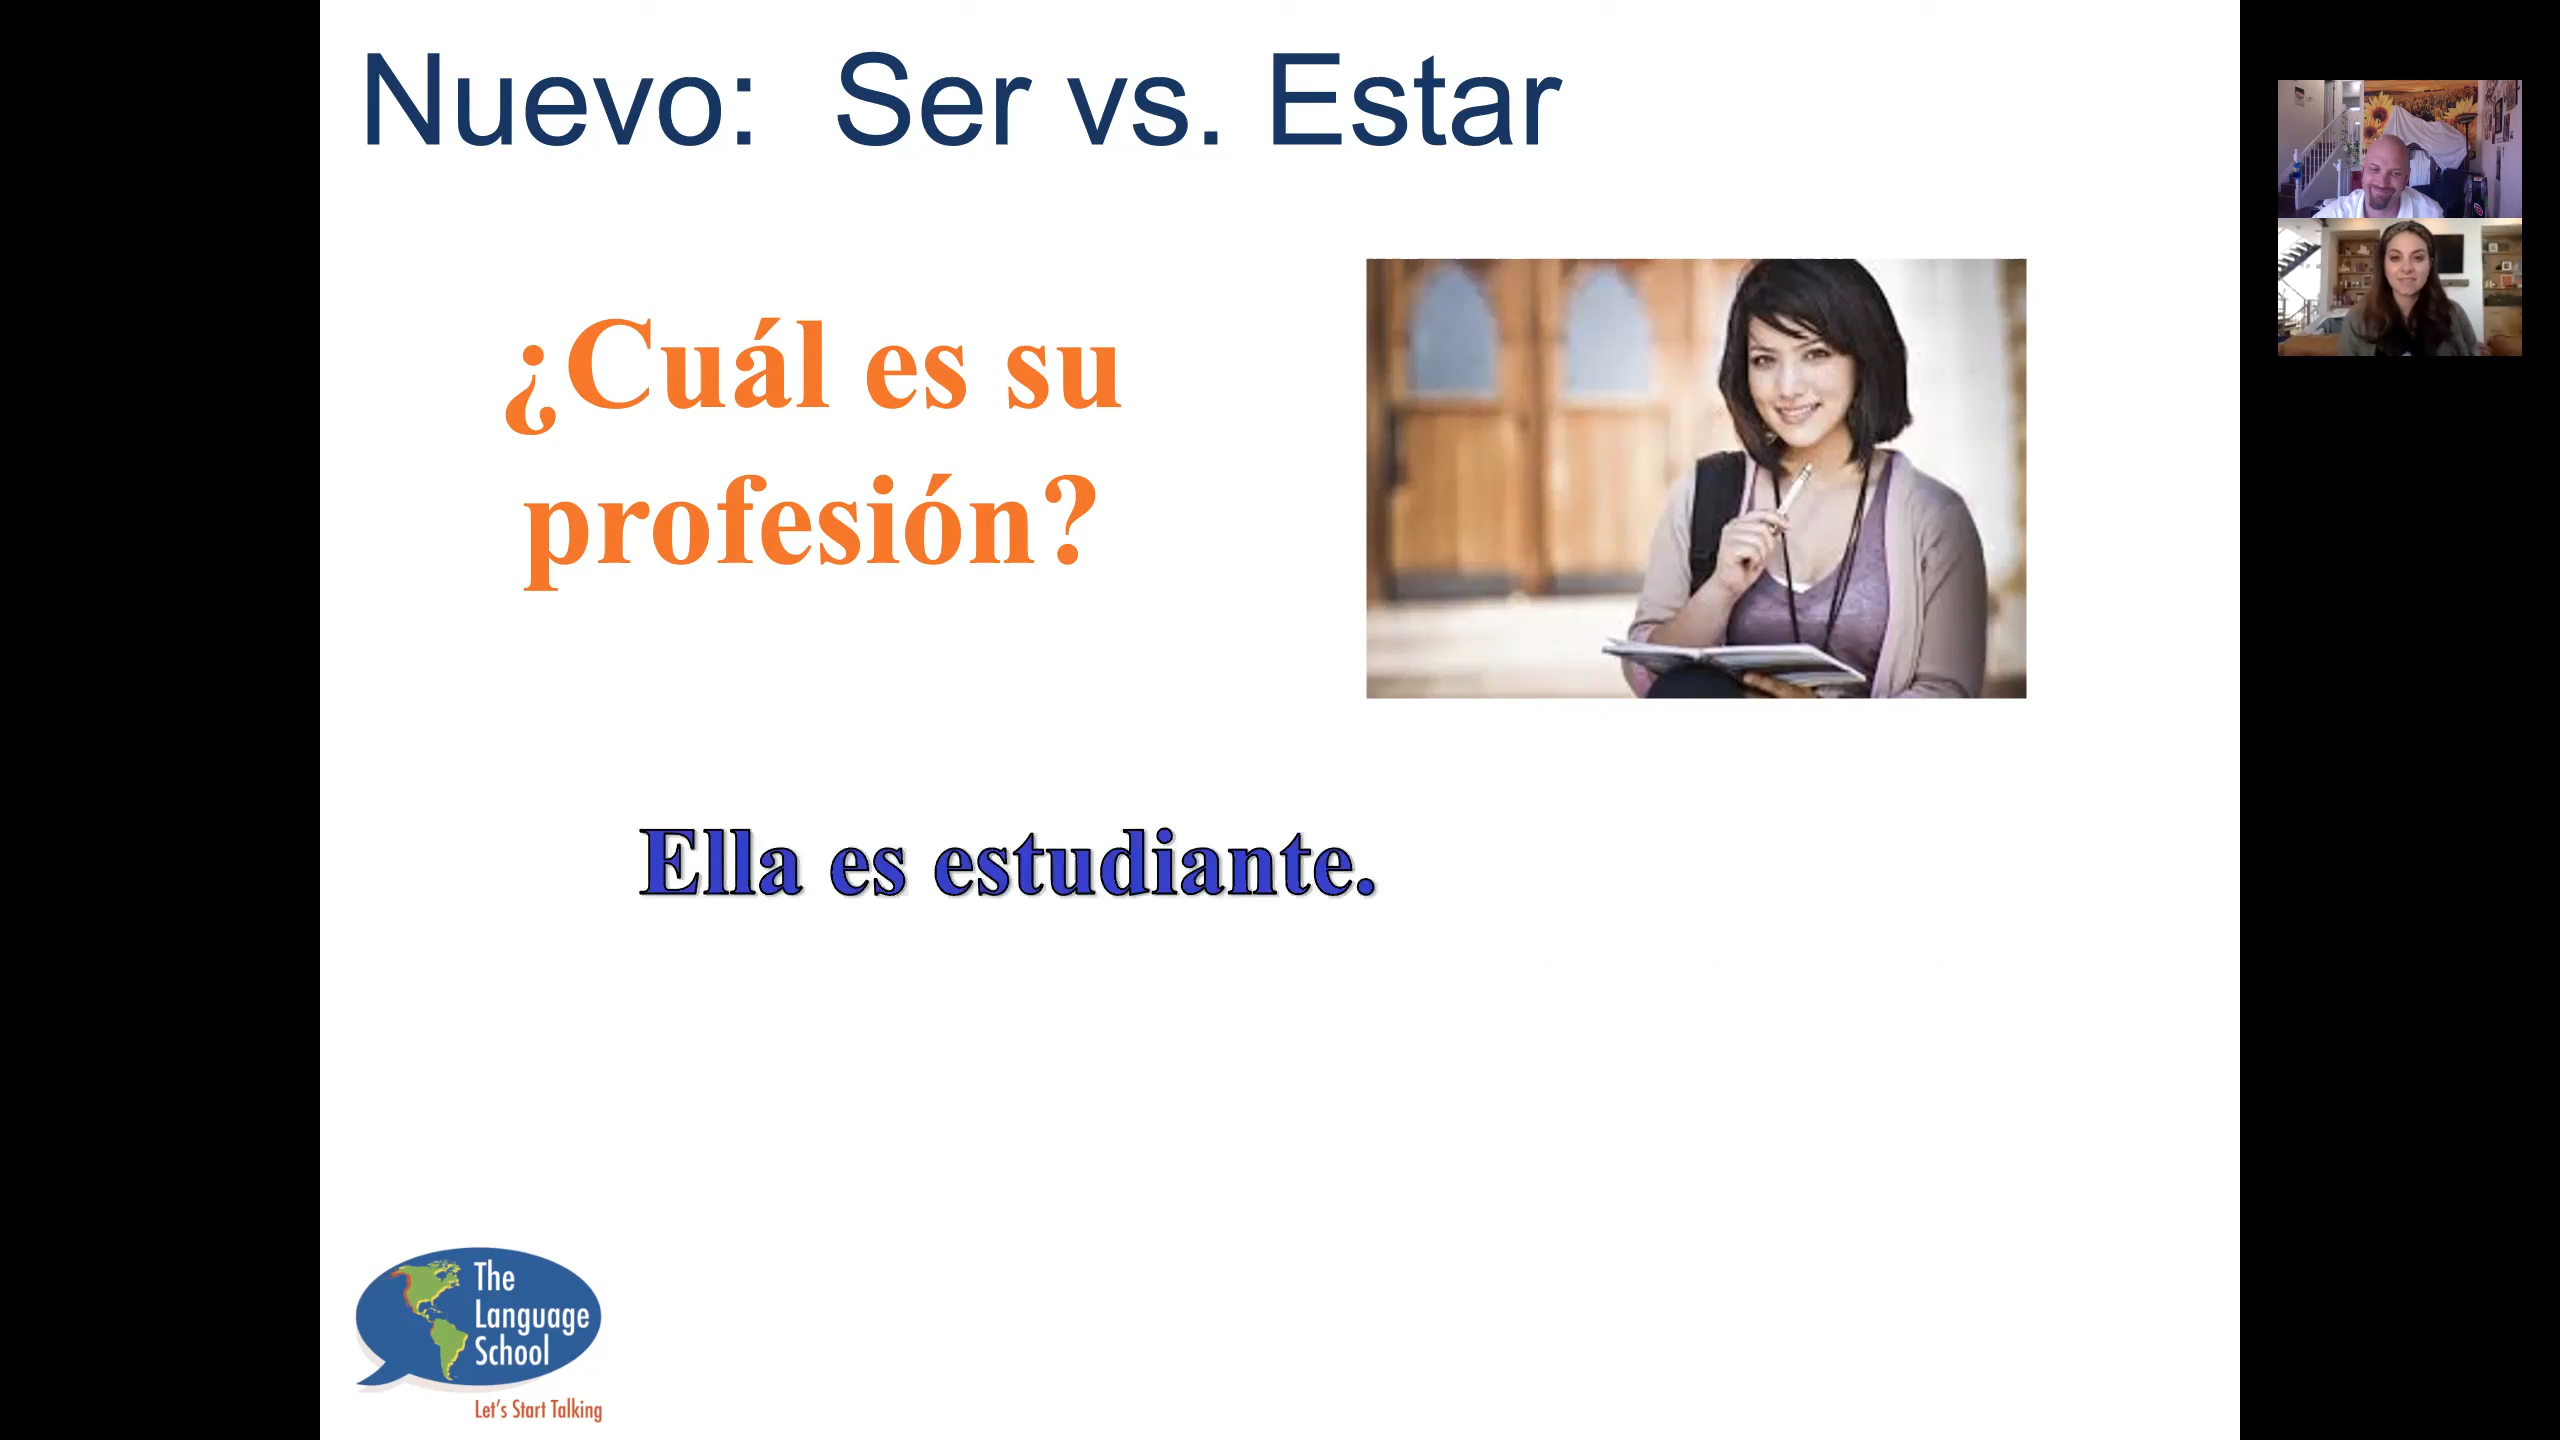 Nuevo:  Ser vs. Estar
¿Cuál es su
profesión?
Ella es estudiante.
The
Language
School
Let's Start Talking